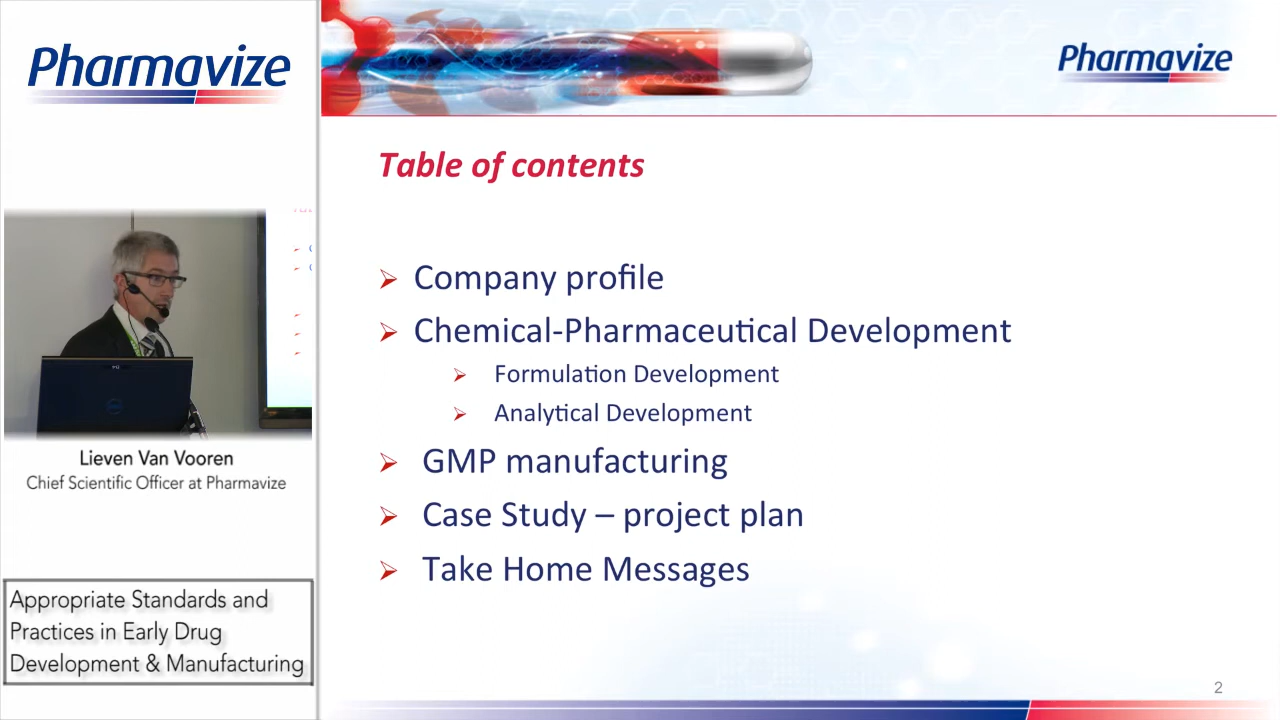 Pharmavize
Pharmavize
Table of contents
Company profile
Chemical-Pharmaceutical Development
Formulation Development
Analytical Development
GMP manufacturing
Case Study – project plan
Take Home Messages
Lieven Van Vooren
Chief Scientific Officer at Pharmavize
Appropriate Standards and
Practices in Early Drug
Development & Manufacturing
2